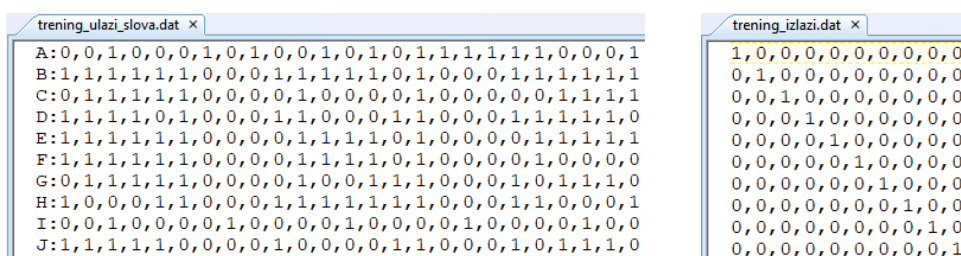 trening_ulazi_slova.dat ×
A:0,0,1,0,0,0,1,0,1,0,0,1,0,1,0,1,1,1,1,1,1,0,0,0,1
B:1,1,1,1,1,1,0,0,0,1,1,1,1,1,0,1,0,0,0,1,1,1,1,1,1
C:0,1,1,1,1,1,0,0,0,0,1,0,0,0,0,1,0,0,0,0,0,1,1,1,1
D:1,1,1,1,0,1,0,0,0,1,1,0,0,0,1,1,0,0,0,1,1,1,1,1,0
E:1,1,1,1,1,1,0,0,0,0,1,1,1,1,0,1,0,0,0,0,1,1,1,1,1
F:1,1,1,1,1,1,0,0,0,0,1,1,1,1,0,1,0,0,0,0,1,0,0,0,0
G:0,1,1,1,1,1,0,0,0,0,1,0,0,1,1,1,0,0,0,1,0,1,1,1,0
H:1,0,0,0,1,1,0,0,0,1,1,1,1,1,1,1,0,0,0,1,1,0,0,0,1
I:0,0,1,0,0,0,0,1,0,0,0,0,1,0,0,0,0,1,0,0,0,0,1,0,0
J:1,1,1,1,1,0,0,0,0,1,0,0,0,0,1,1,0,0,0,1,0,1,1,1,0
trening_izlazi.dat ×
1,0,0,0,0,0,0,0,0,0
0,1,0,0,0,0,0,0,0,0
0,0,1,0,0,0,0,0,0,0
0,0,0,1,0,0,0,0,0,0
0,0,0,0,1,0,0,0,0,0
0,0,0,0,0,1,0,0,0,0
0,0,0,0,0,0,1,0,0,0
0,0,0,0,0,0,0,1,0,0
0,0,0,0,0,0,0,0,1,0
0,0,0,0,0,0,0,0,0,1